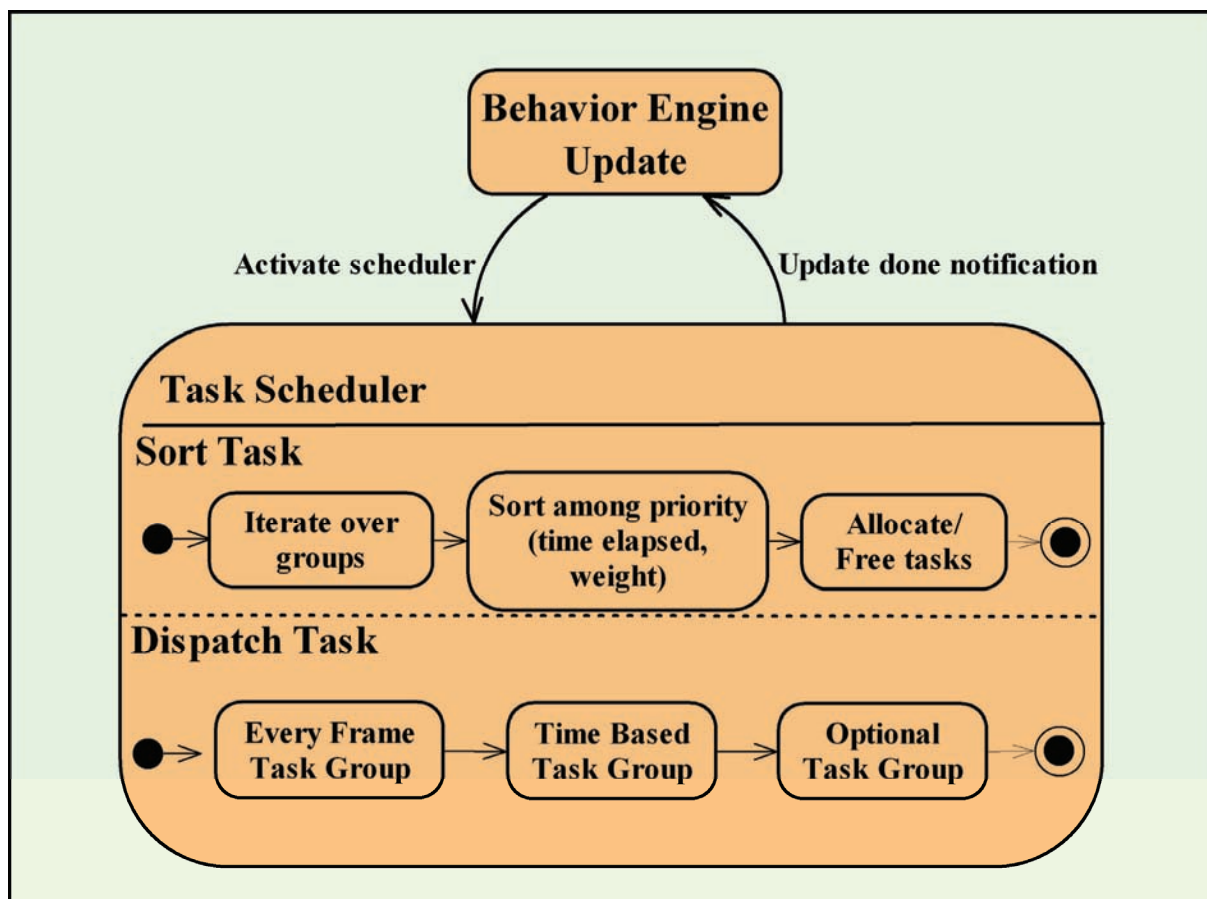 Behavior Engine
Update
Activate scheduler
Update done notification
Task Scheduler
Sort Task
Iterate over
groups
Sort among priority
(time elapsed,
weight)
Allocate/
Free tasks
Dispatch Task
Every Frame
Task Group
Time Based
Task Group
Optional
Task Group